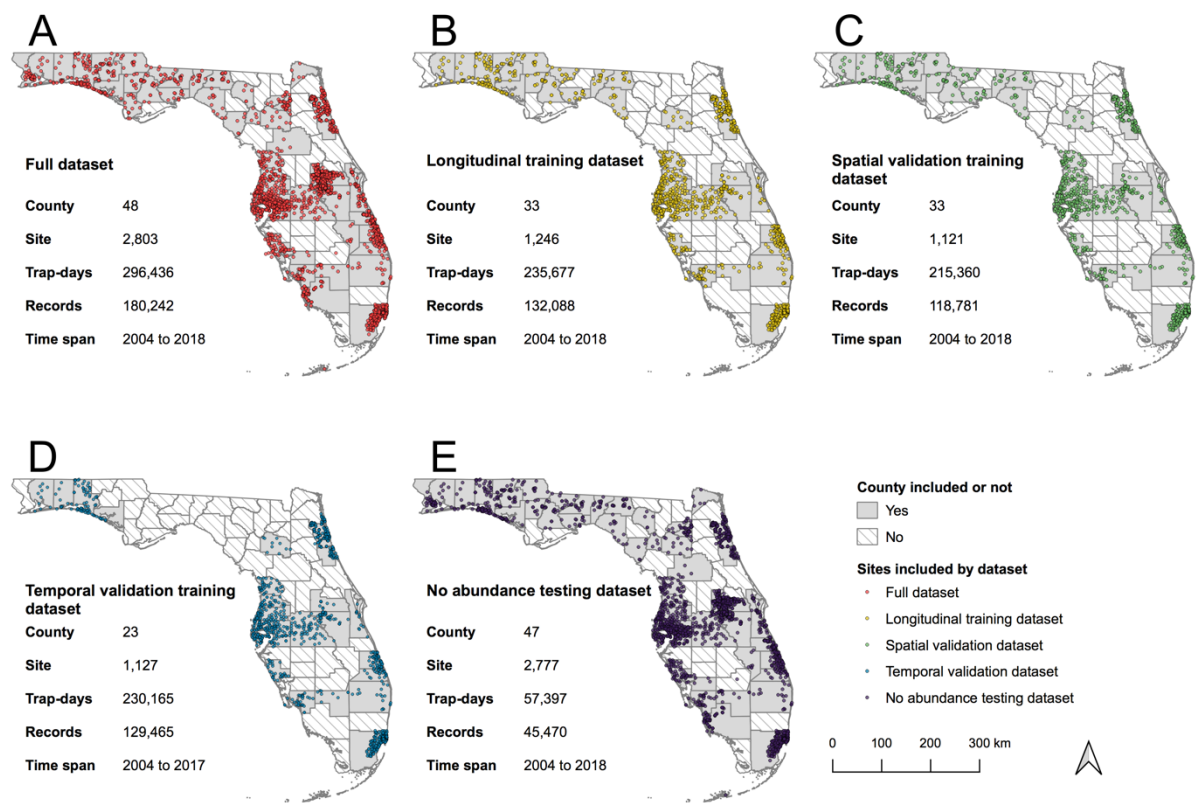 A
Full dataset
County 48
Site 2,803
Trap-days 296,436
Records 180,242
Time span 2004 to 2018
B
Longitudinal training dataset
County 33
Site 1,246
Trap-days 235,677
Records 132,088
Time span 2004 to 2018
C
Spatial validation training
dataset
County 33
Site 1,121
Trap-days 215,360
Records 118,781
Time span 2004 to 2018
D
Temporal validation training
dataset
County 23
Site 1,127
Trap-days 230,165
Records 129,465
Time span 2004 to 2017
E
No abundance testing dataset
County 47
Site 2,777
Trap-days 57,397
Records 45,470
Time span 2004 to 2018
County included or not
Yes
No
Sites included by dataset
Full dataset
Longitudinal training dataset
Spatial validation dataset
Temporal validation dataset
No abundance testing dataset
0 100 200 300 km